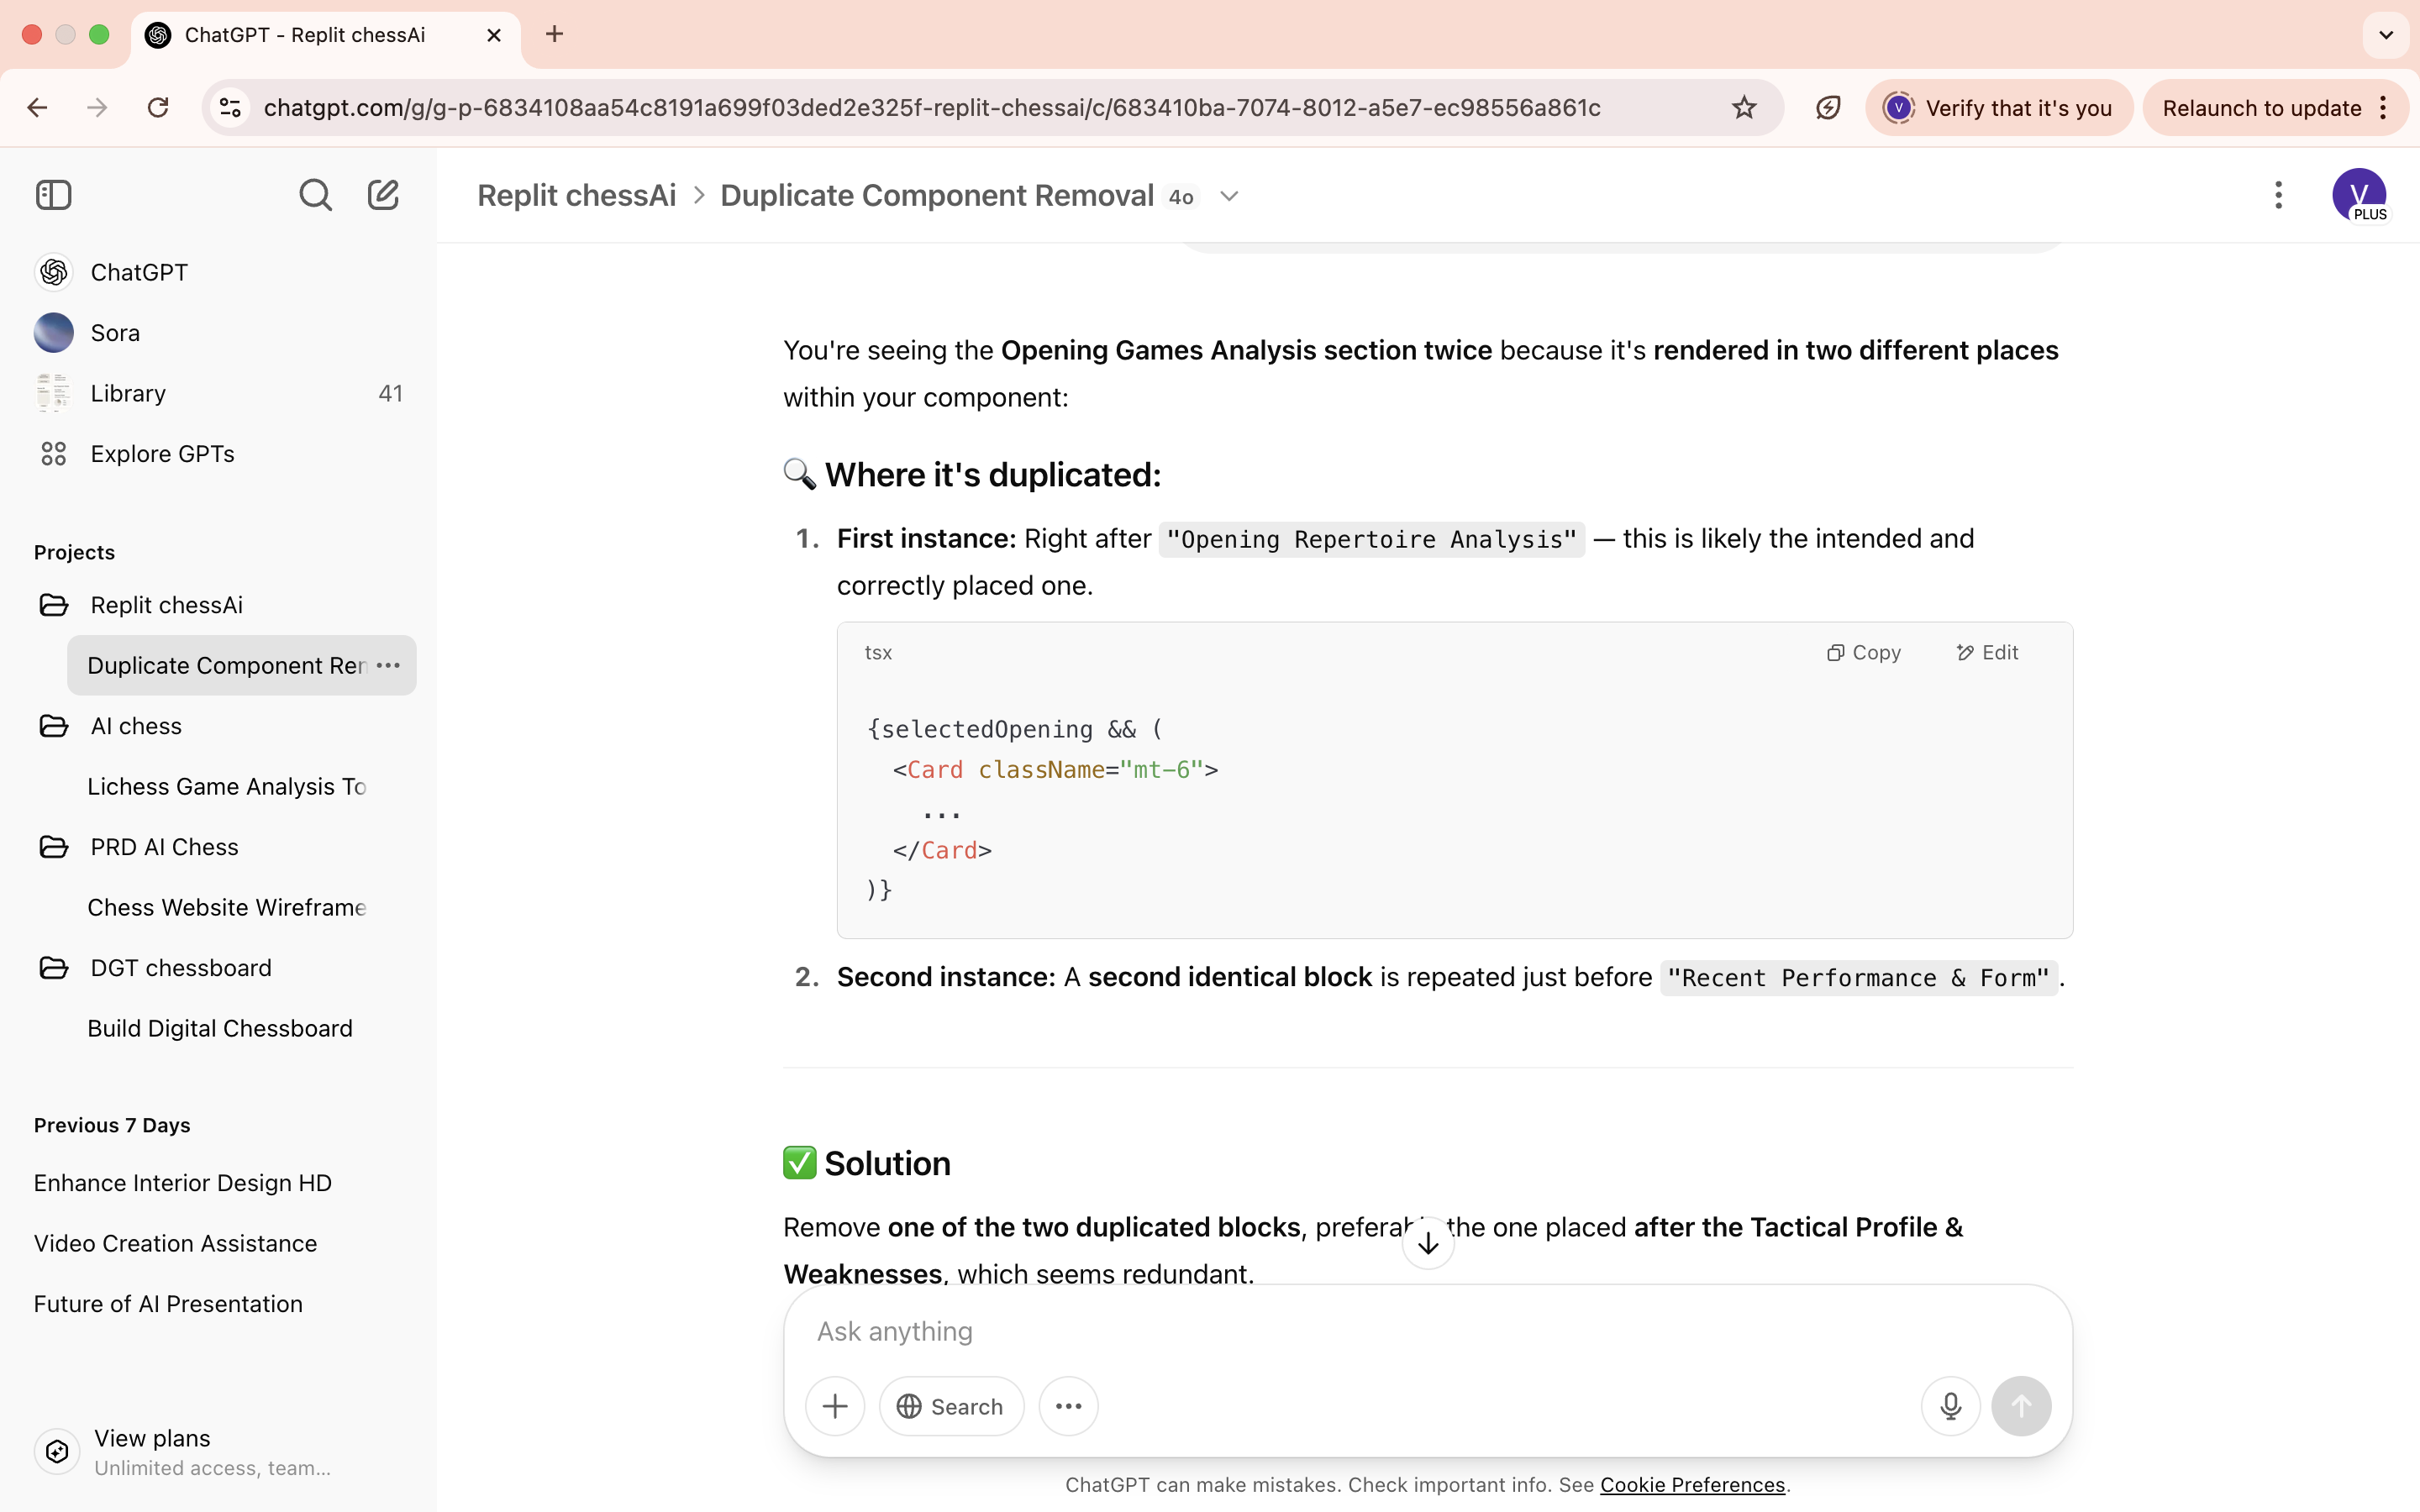 ChatGPT - Replit chessAi
chatgpt.com/g/g-p-6834108aa54c8191a699f03ded2e325f-replit-chessai/c/683410ba-7074-8012-a5e7-ec98556a861c
V
Verify that it's you
Relaunch to update
ChatGPT
Sora
Library 41
Explore GPTs
Projects
Replit chessAi
Duplicate Component Ren
AI chess
Lichess Game Analysis To
PRD AI Chess
Chess Website Wireframe
DGT chessboard
Build Digital Chessboard
Previous 7 Days
Enhance Interior Design HD
Video Creation Assistance
Future of AI Presentation
View plans
Unlimited access, team...
Replit chessAi > Duplicate Component Removal 4o
V
PLUS
You're seeing the Opening Games Analysis section twice because it's rendered in two different places
within your component:
🔍 Where it's duplicated:
1. First instance: Right after "Opening Repertoire Analysis" — this is likely the intended and
correctly placed one.
tsx Copy Edit
{selectedOpening && (
<Card className="mt-6">
...
</Card>
)}
2. Second instance: A second identical block is repeated just before "Recent Performance & Form".
✅ Solution
Remove one of the two duplicated blocks, preferab the one placed after the Tactical Profile &
Weaknesses, which seems redundant.
Ask anything
Search
ChatGPT can make mistakes. Check important info. See Cookie Preferences.